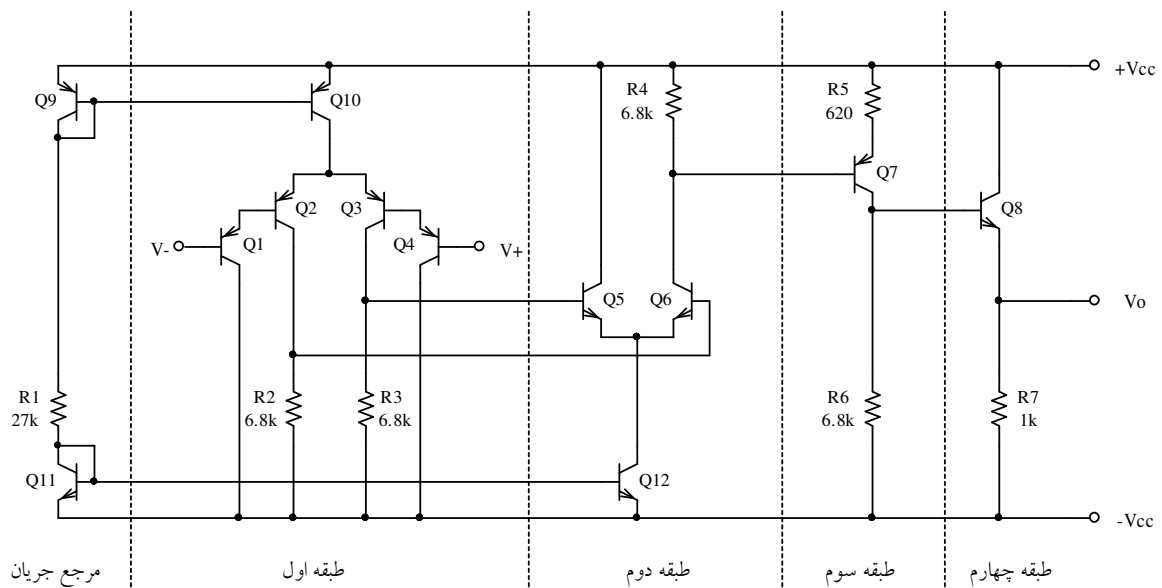 +Vcc
Q9
Q10
R4
6.8k
R5
620
Q7
Q2
Q3
Q8
V-
Q1
Q4
V+
Q5
Q6
Vo
R1
27k
R2
6.8k
R3
6.8k
R6
6.8k
R7
1k
Q11
Q12
-Vcc
مرجع جریان
طبقه اول
طبقه دوم
طبقه سوم
طبقه چهارم